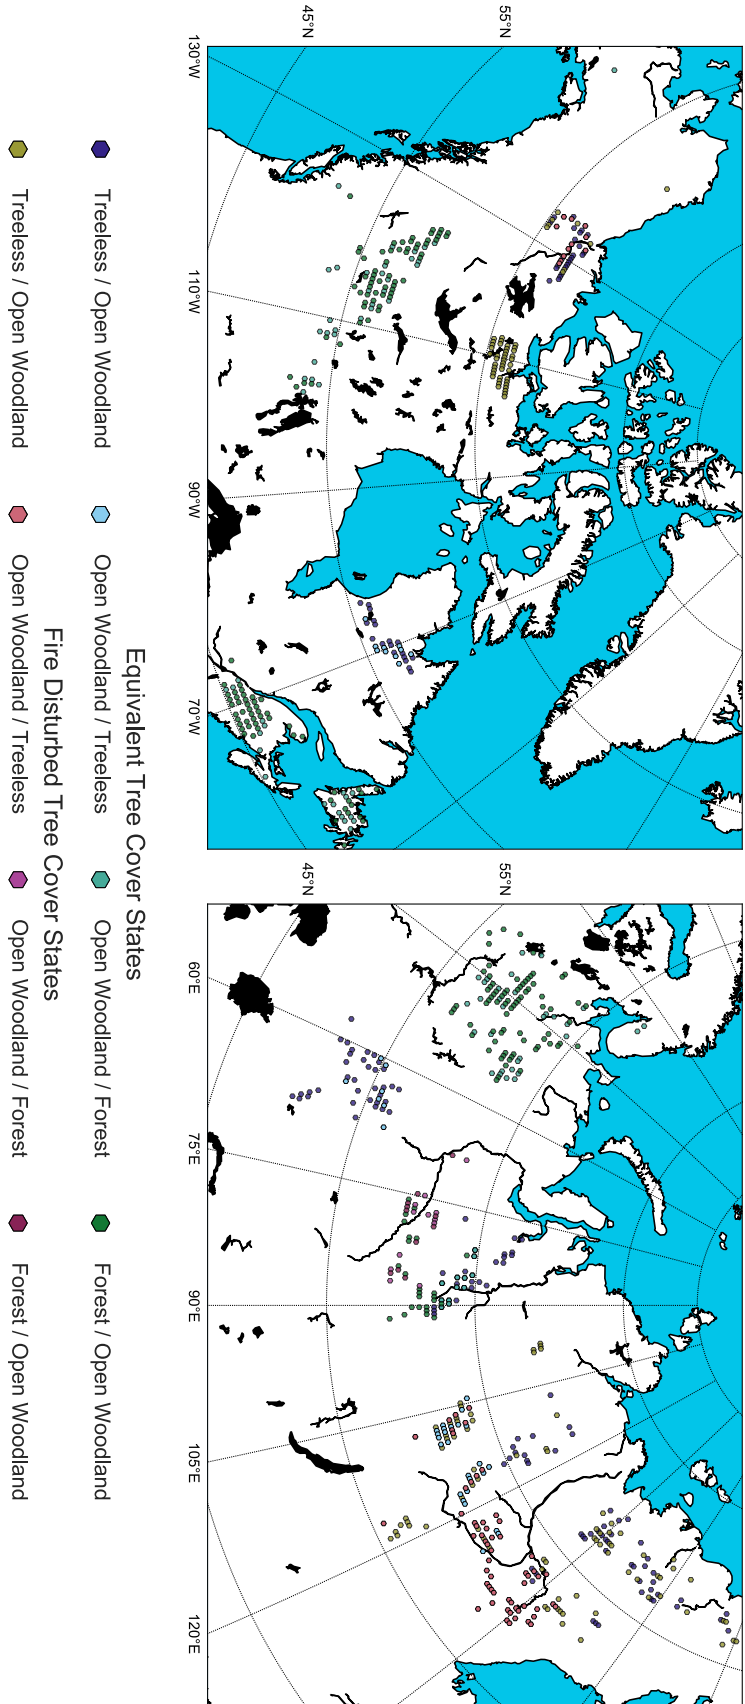 55°N 55°N
45°N 45°N
130°W 110°W 90°W 70°W 60°E 75°E 90°E 105°E 120°E
Equivalent Tree Cover States
Treeless / Open Woodland Open Woodland / Treeless Open Woodland / Forest Forest / Open Woodland
Fire Disturbed Tree Cover States
Treeless / Open Woodland Open Woodland / Treeless Open Woodland / Forest Forest / Open Woodland